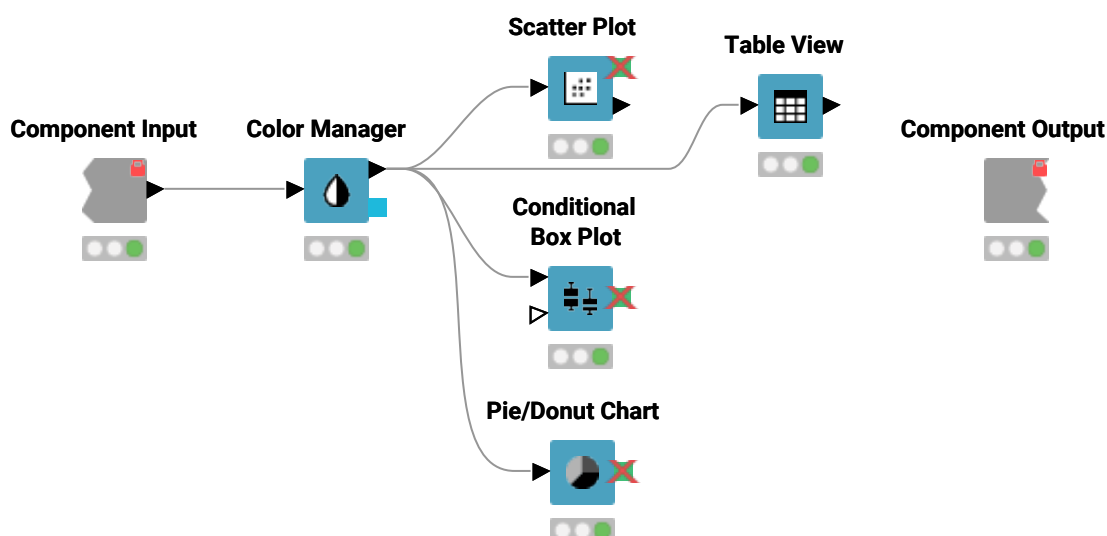 Scatter Plot
Table View
Component Input
Color Manager
Component Output
Conditional
Box Plot
Pie/Donut Chart